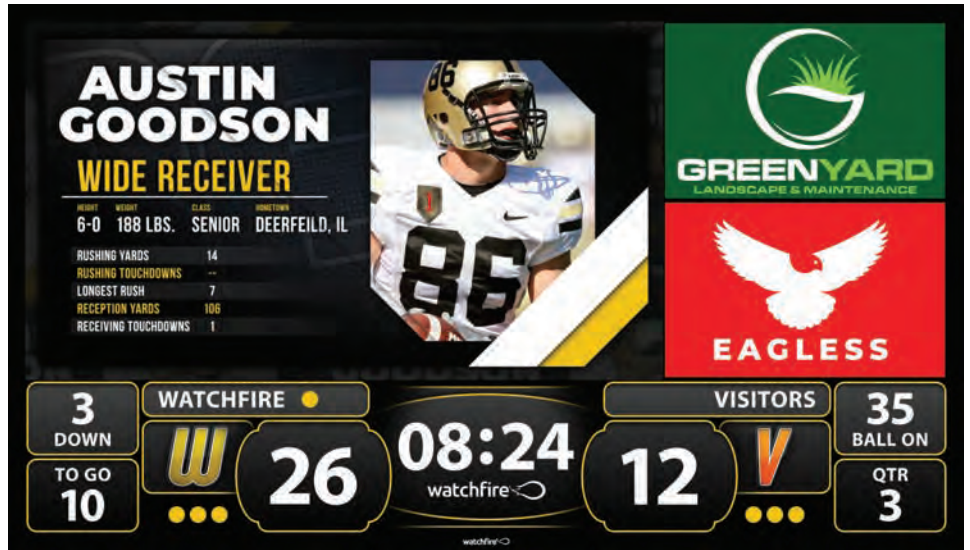 AUSTIN
GOODSON
WIDE RECEIVER
HEIGHT WEIGHT CLASS HOMETOWN
6-0 188 LBS. SENIOR DEERFEILD, IL
RUSHING YARDS 14
RUSHING TOUCHDOWNS --
LONGEST RUSH 7
RECEPTION YARDS 106
RECEIVING TOUCHDOWNS 1
86
86
GREENYARD
LANDSCAPE & MAINTENANCE
EAGLESS
3
DOWN
TO GO
10
WATCHFIRE
W
26
08:24
watchfire
VISITORS
12
V
35
BALL ON
QTR
3
watchfire